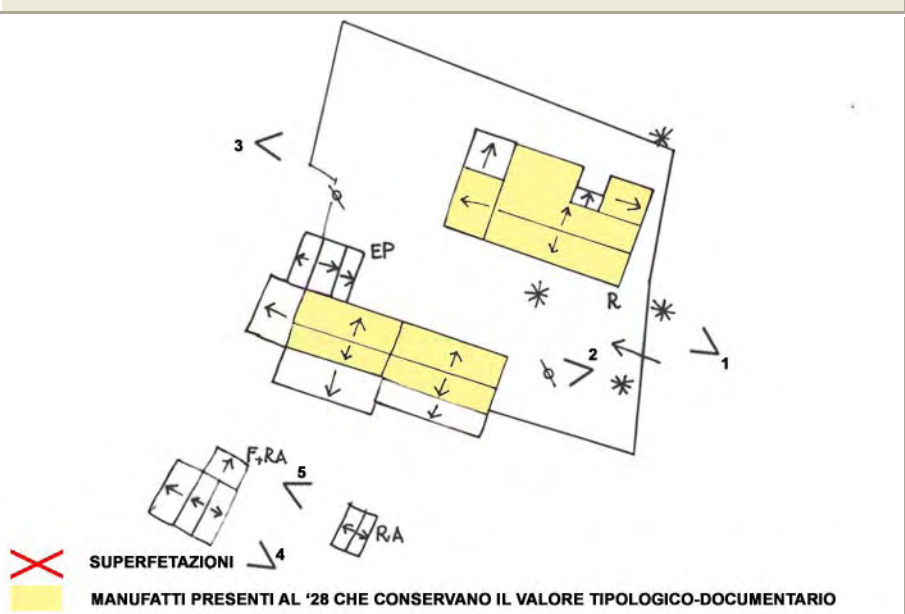 3
EP
R
2
1
F+RA
5
RA
4
SUPERFETAZIONI
MANUFATTI PRESENTI AL '28 CHE CONSERVANO IL VALORE TIPOLOGICO-DOCUMENTARIO